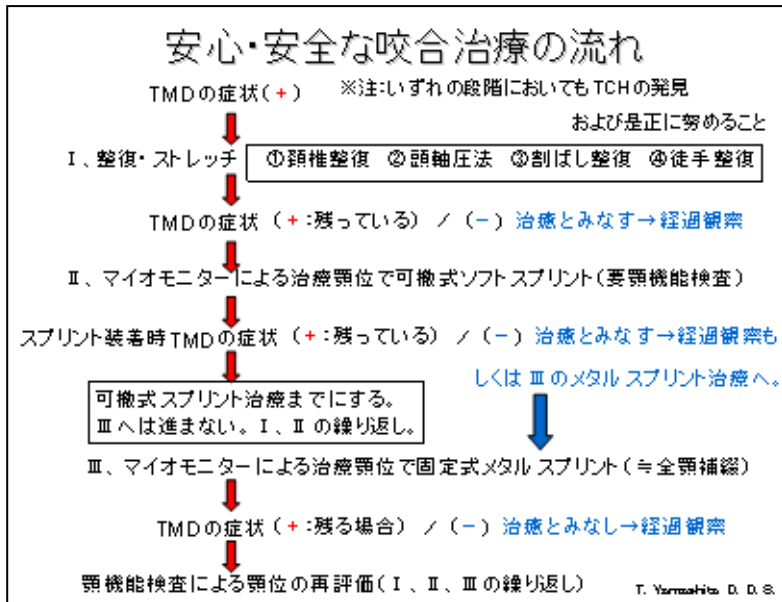 安心・安全な咬合治療の流れ
TMDの症状(+) ※注:いずれの段階においてもTCHの発見
および是正に努めること
Ⅰ、整復・ストレッチ ①頚椎整復 ②頭軸圧法 ③割ばし整復 ④徒手整復
TMDの症状 (+:残っている) / (-) 治癒とみなす→経過観察
Ⅱ、マイオモニターによる治療顎位で可撤式ソフトスプリント(要顎機能検査)
スプリント装着時TMDの症状 (+:残っている) / (-) 治癒とみなす→経過観察も
しくは Ⅲのメタルスプリント治療へ。
可撤式スプリント治療までにする。
Ⅲへは進まない。Ⅰ、Ⅱの繰り返し。
Ⅲ、マイオモニターによる治療顎位で固定式メタルスプリント(≒全顎補綴)
TMDの症状(+:残る場合) / (-) 治癒とみなし→経過観察
顎機能検査による顎位の再評価(Ⅰ、Ⅱ、Ⅲの繰り返し) T. Yamashita D. D. S.